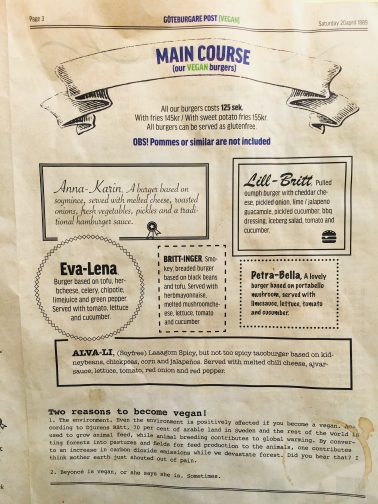 Page 3
GÖTEBURGARE POST [VEGAN]
Saturday 20april 1989
MAIN COURSE
(our VEGAN burgers)
All our burgers costs 125 sek.
With fries 145kr / With sweet potato fries 155kr.
All burgers can be served as glutenfree.
OBS! Pommes or similar are not included
Anna-Karin, A burger based on
soymince, served with melted cheese, roasted
onions, fresh vegetables, pickles and a tradi-
tional hamburger sauce.
Lill-Britt, Pulled
oumph burger with cheddar che-
ese, pickled onion, lime / jalapeno
guacamole, pickled cucumber, bbq
dressing, iceberg salad, tomato and
cucumber.
Eva-Lena
Burger based on tofu, her-
bcheese, celery, chipotle,
limejuice and green pepper.
Served with tomato, lettuce
and cucumber.
BRITT-INGER, Smo-
key, breaded burger
based on black beans
and tofu, Served with
herbmayonnaise,
melted mushroomche-
ese, lettuce, tomato
and cucumber
Petra-Bella, A lovely
burger based on portabello
mushroom, served with
limesauce, lettuce, tomato
and cucumber.
ALVA-LI, (Soyfree) Laaagom Spicy, but not too spicy tacoburger based on kid-
neybeans, chickpeas, corn and jalapeños. Served with melted chili cheese, ajvar-
sauce, lettuce, tomato, red onion and red pepper.
Two reasons to become vegan!
1. The environment. Even the environment is positively affected if you become a vegan. Ac-
cording to Djurens Rätt, 70 per cent of arable land in Sweden and the rest of the world is
used to grow animal feed, while animal breeding contributes to global warming. By conver-
ting forests into pastures and fields for feed production to the animals, one contributes
to an increase in carbon dioxide emissions while we devastate forest. Did you hear that? I
think mother earth just snorted out of pain.
2. Beyoncé is vegan, or she says she is. Sometimes.